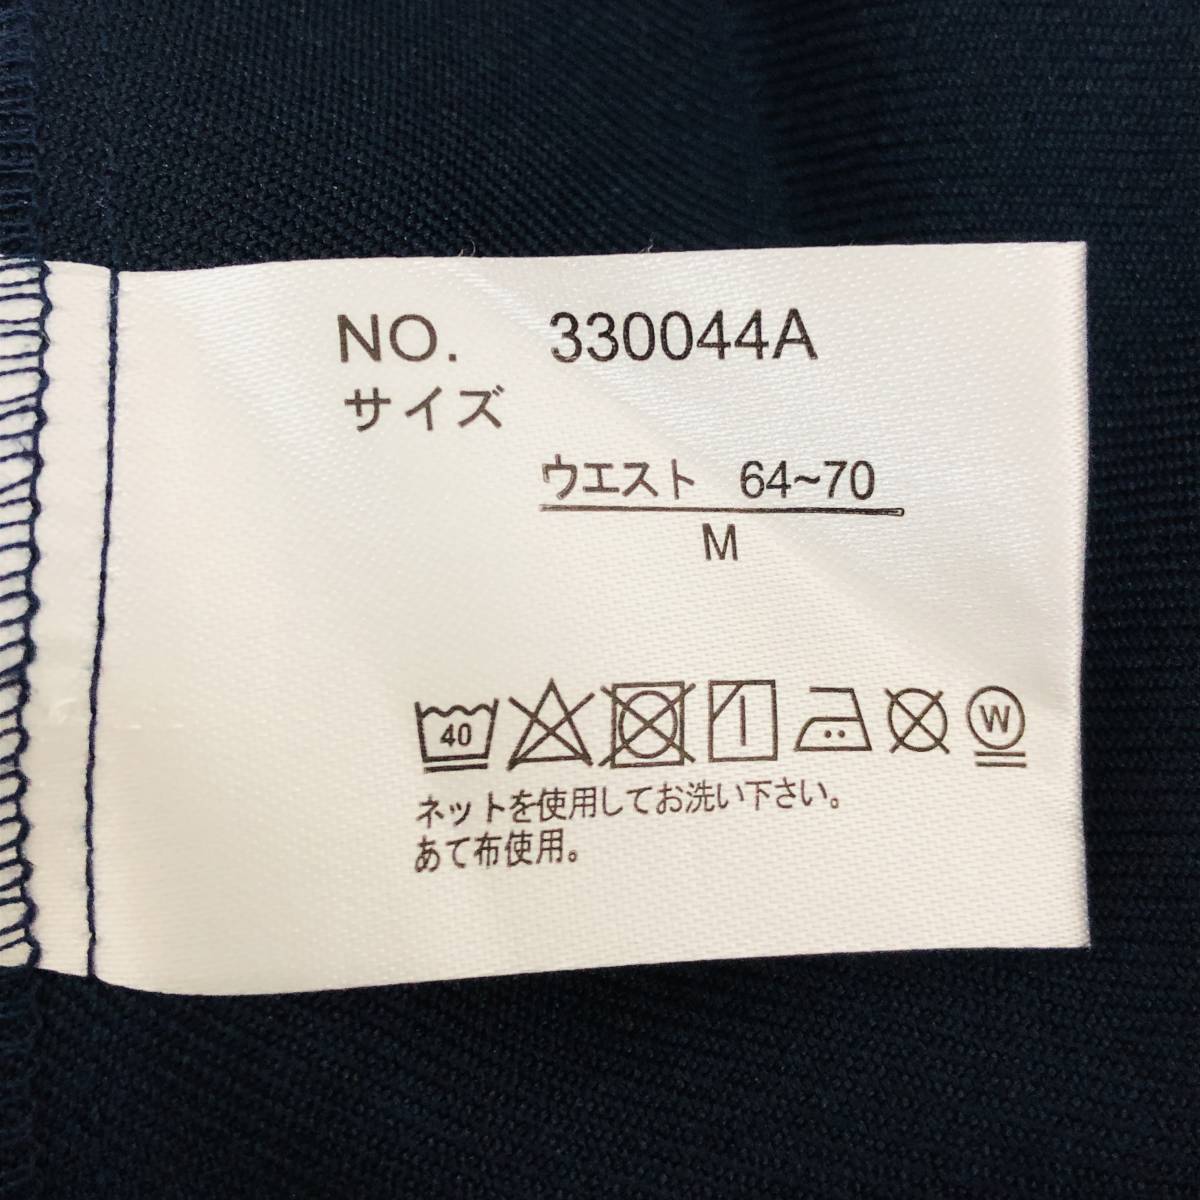 NO. 330044A
サイズ
ウエスト 64~70
M
40
W
ネットを使用してお洗い下さい。
あて布使用。